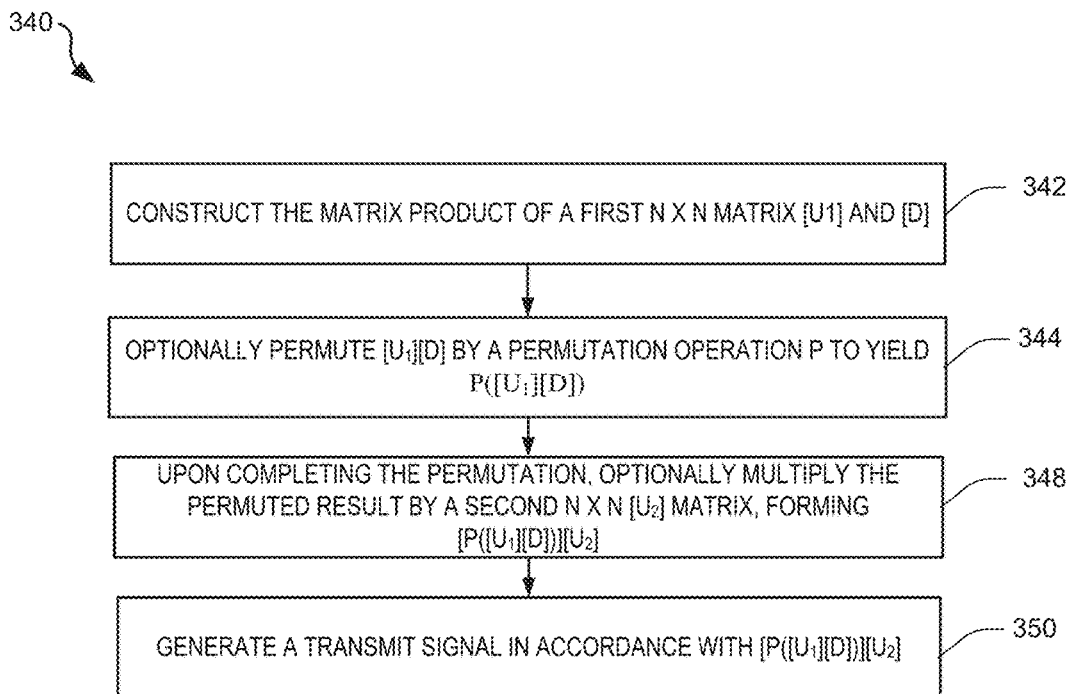 340
CONSTRUCT THE MATRIX PRODUCT OF A FIRST N X N MATRIX [U1] AND [D]
342
OPTIONALLY PERMUTE [U₁][D] BY A PERMUTATION OPERATION P TO YIELD
P([U₁][D])
344
UPON COMPLETING THE PERMUTATION, OPTIONALLY MULTIPLY THE
PERMUTED RESULT BY A SECOND N X N [U₂] MATRIX, FORMING
[P([U₁][D])][U₂]
348
GENERATE A TRANSMIT SIGNAL IN ACCORDANCE WITH [P([U₁][D])][U₂]
350